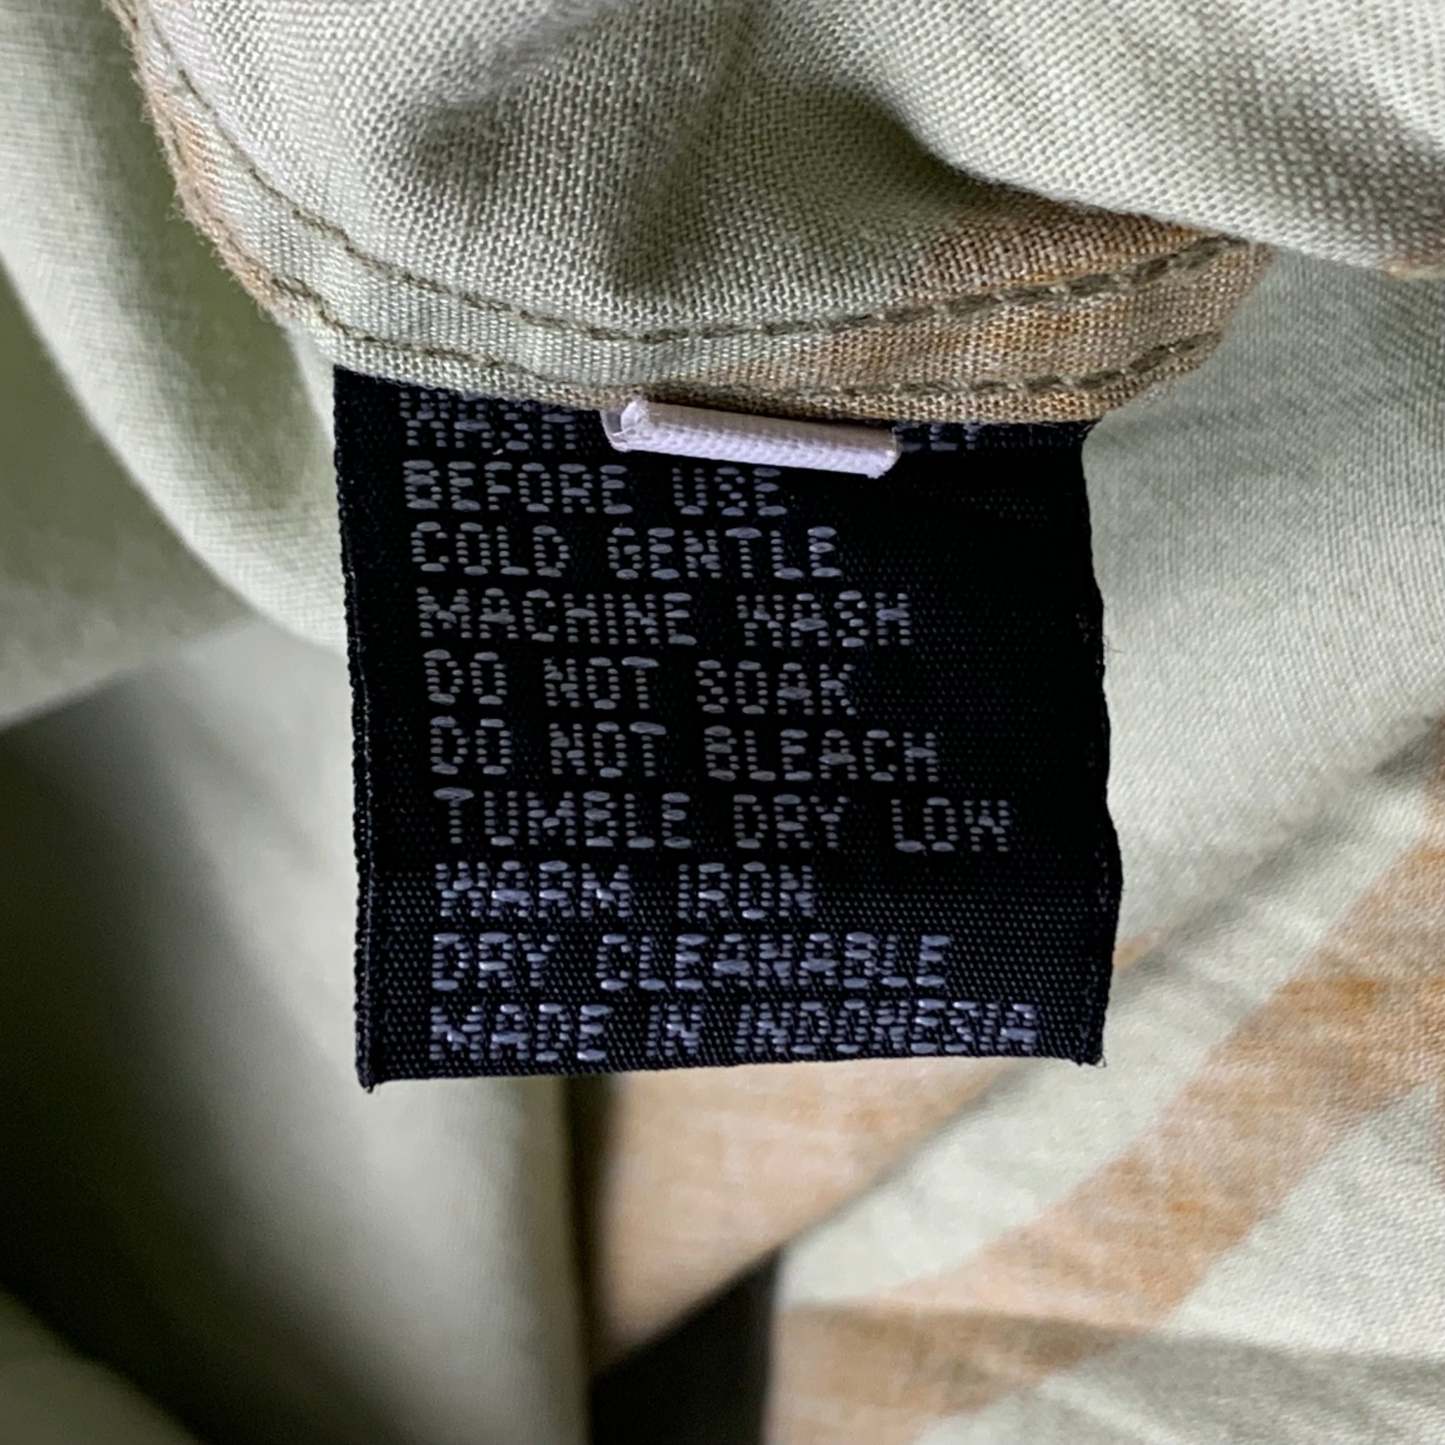 WASH
BEFORE USE
COLD GENTLE
MACHINE WASH
DO NOT SOAK
DO NOT BLEACH
TUMBLE DRY LOW
WARM IRON
DRY CLEANABLE
MADE IN INDONESIA